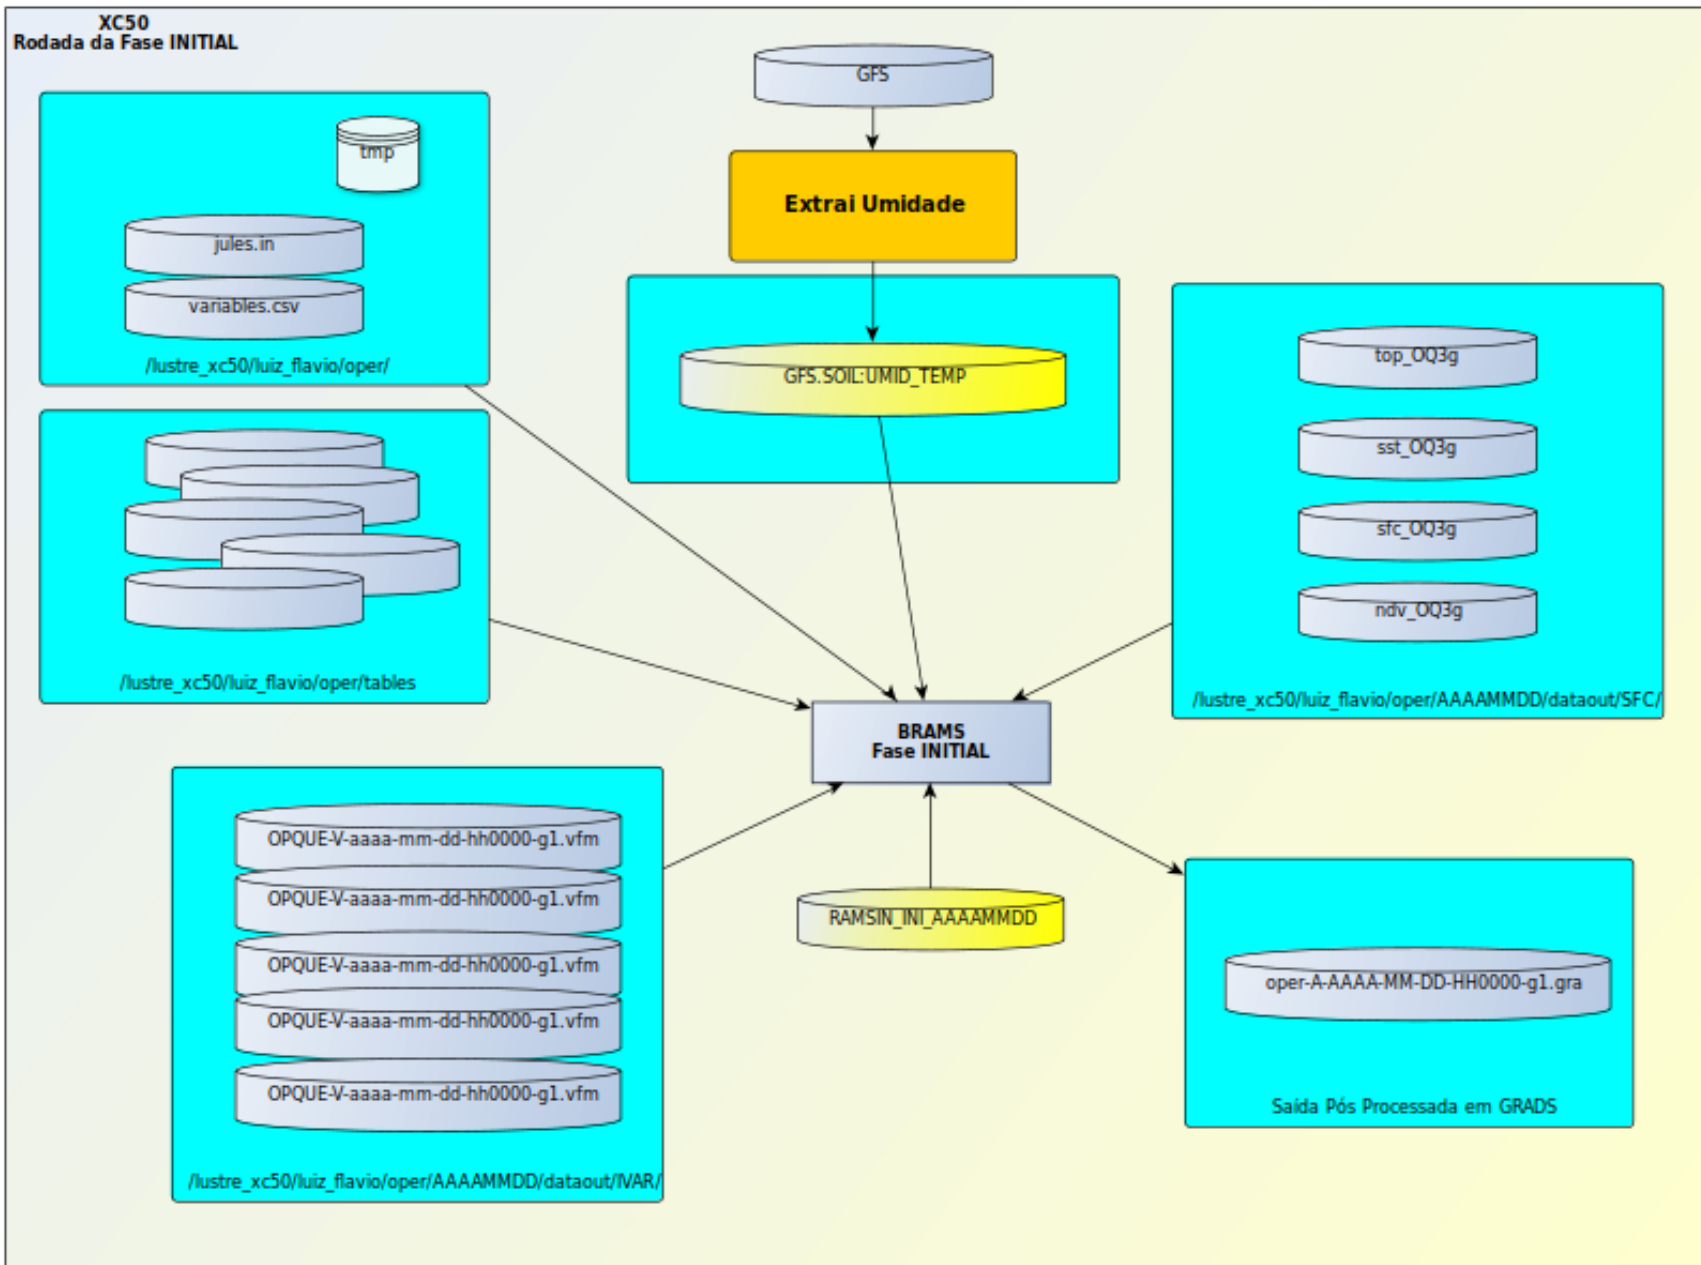 XC50
Rodada da Fase INITIAL
GFS
tmp
Extrai Umidade
jules.in
variables.csv
/lustre_xc50/luiz_flavio/oper/
GFS.SOIL:UMID_TEMP
top_OQ3g
sst_OQ3g
sfc_OQ3g
ndv_OQ3g
/lustre_xc50/luiz_flavio/oper/AAAAMMDD/dataout/SFC/
/lustre_xc50/luiz_flavio/oper/tables
BRAMS
Fase INITIAL
OPQUE-V-aaaa-mm-dd-hh0000-g1.vfm
OPQUE-V-aaaa-mm-dd-hh0000-g1.vfm
OPQUE-V-aaaa-mm-dd-hh0000-g1.vfm
OPQUE-V-aaaa-mm-dd-hh0000-g1.vfm
OPQUE-V-aaaa-mm-dd-hh0000-g1.vfm
/lustre_xc50/luiz_flavio/oper/AAAAMMDD/dataout/IVAR/
RAMSIN_INI_AAAAMMDD
oper-A-AAAA-MM-DD-HH0000-g1.gra
Saída Pós Processada em GRADS